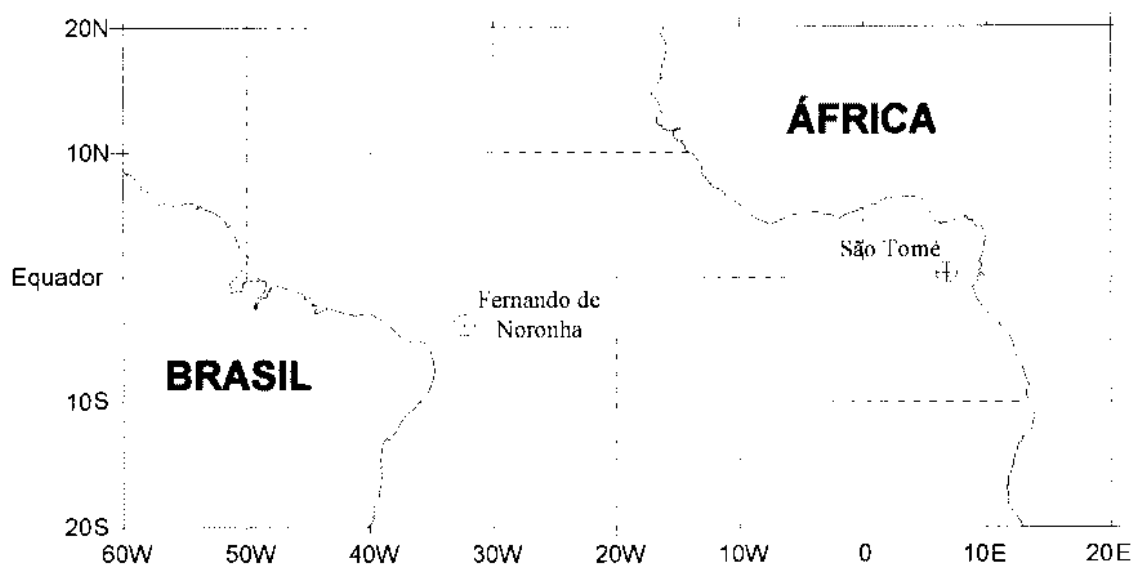 20N
ÁFRICA
10N
São Tomé
Equador
Fernando de
Noronha
BRASIL
10S
20S
60W 50W 40W 30W 20W 10W 0 10E 20E